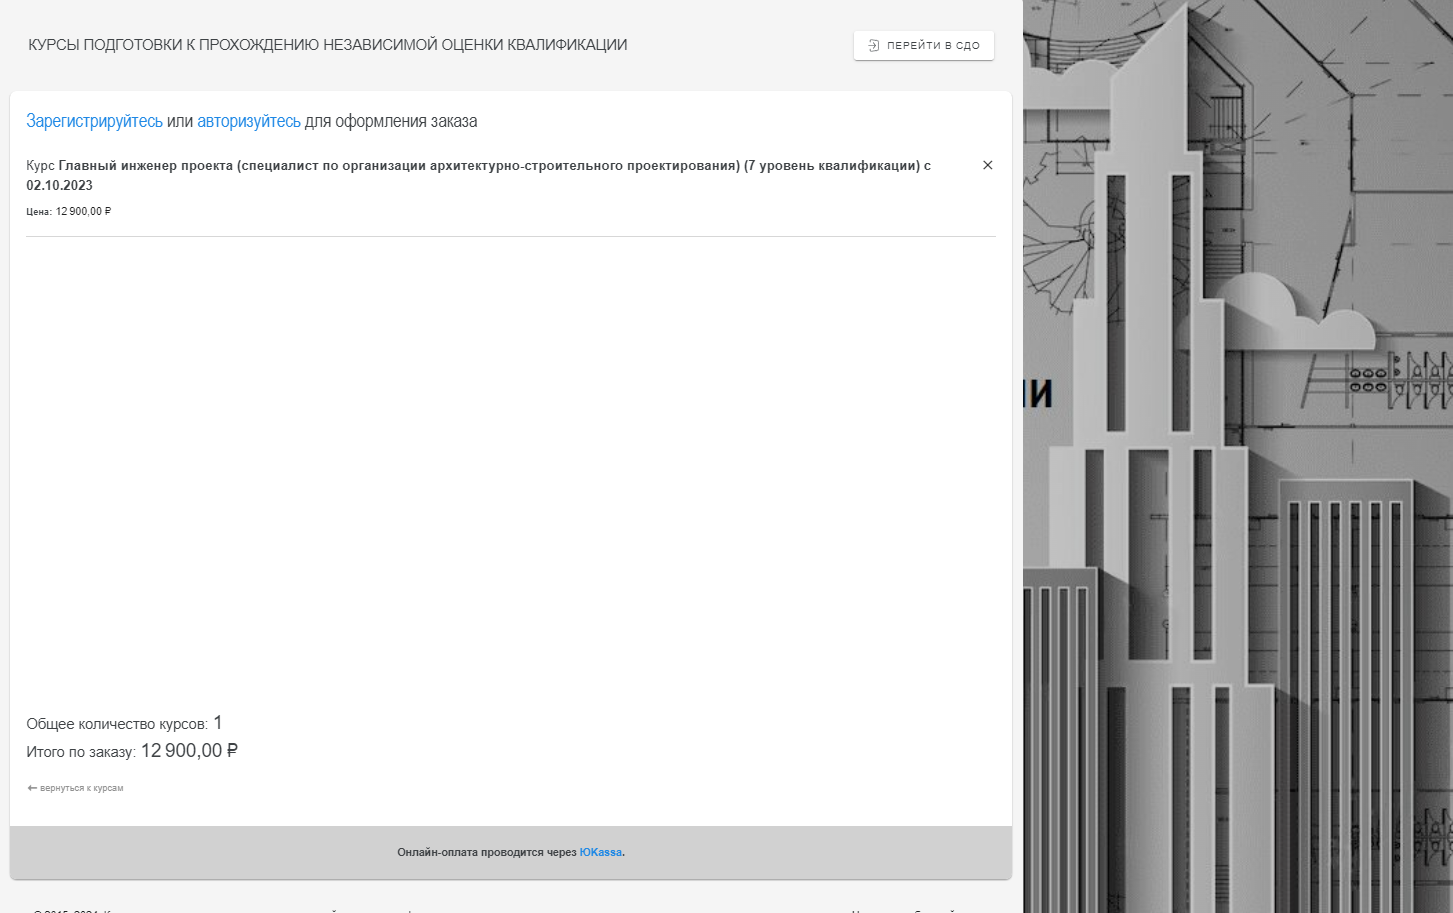 КУРСЫ ПОДГОТОВКИ К ПРОХОЖДЕНИЮ НЕЗАВИСИМОЙ ОЦЕНКИ КВАЛИФИКАЦИИ
ПЕРЕЙТИ В СДО
Зарегистрируйтесь или авторизуйтесь для оформления заказа
Курс Главный инженер проекта (специалист по организации архитектурно-строительного проектирования) (7 уровень квалификации) с
02.10.2023
Цена: 12 900,00 ₽
Общее количество курсов: 1
Итого по заказу: 12 900,00 ₽
← вернуться к курсам
Онлайн-оплата проводится через ЮKassa.